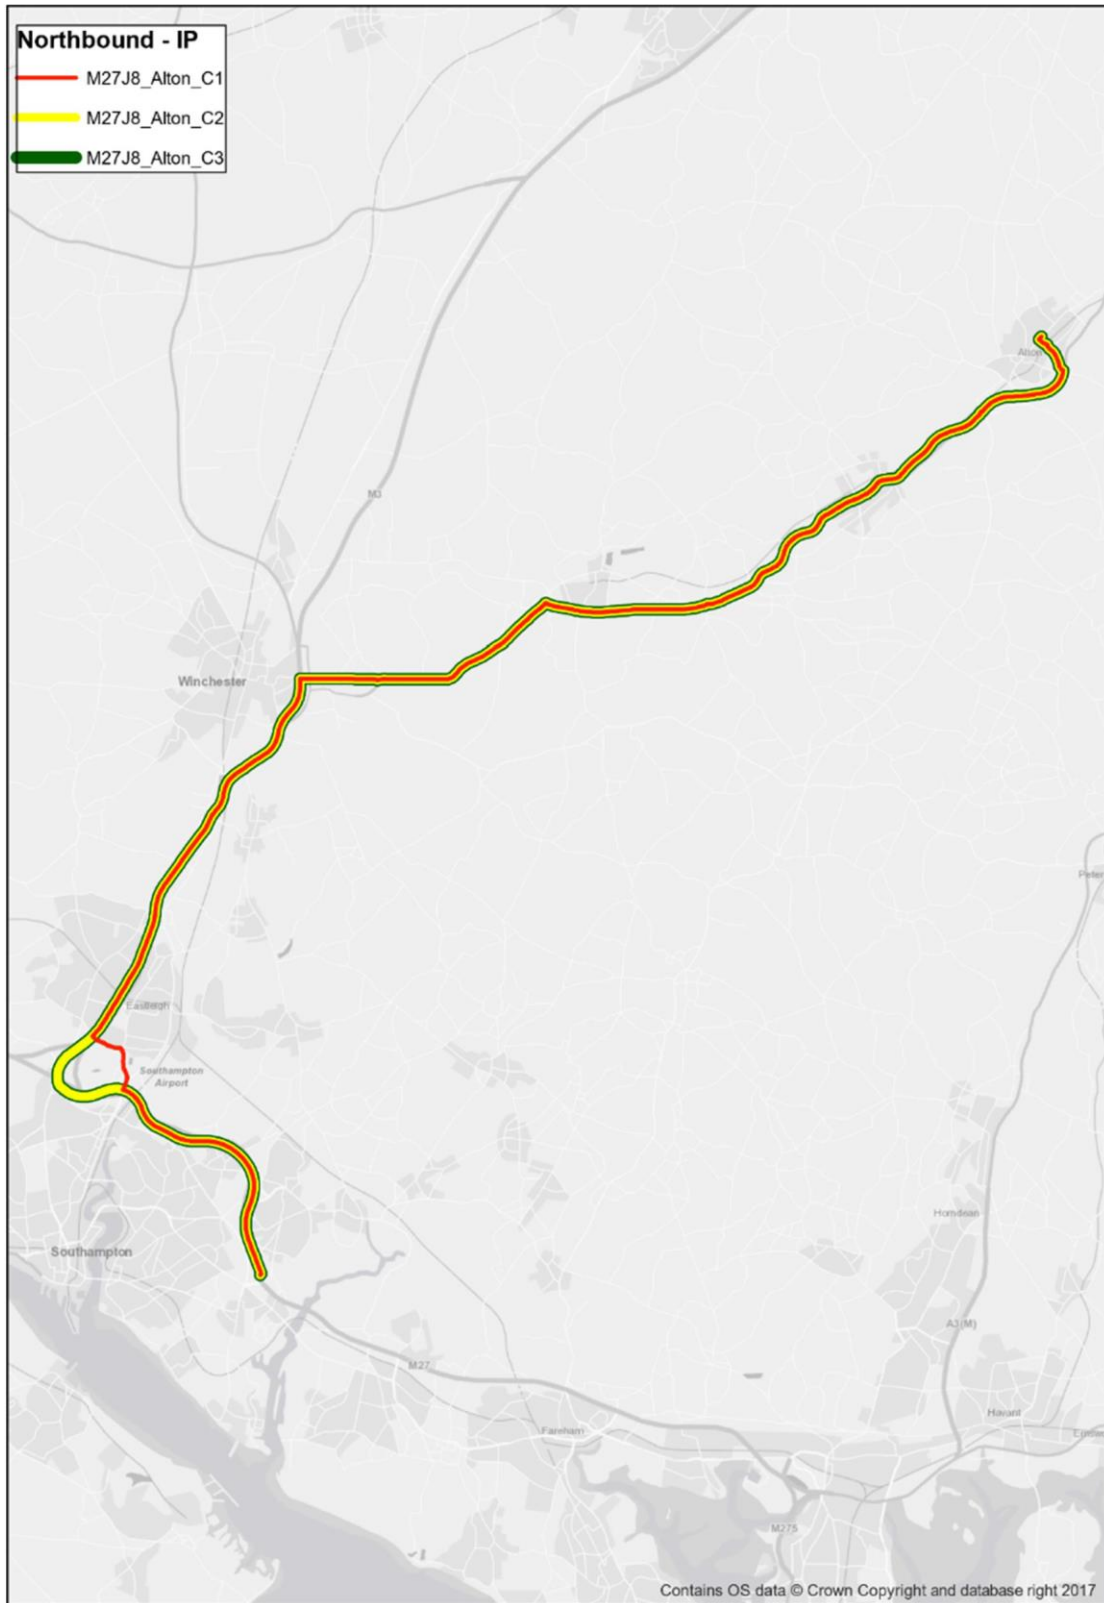 Northbound - IP
M27J8_Alton_C1
M27J8_Alton_C2
M27J8_Alton_C3
Alton
M3
Winchester
Eastleigh
Southampton
Airport
Southampton
Horndean
A3(M)
M27
Havant
Fareham
M275
Contains OS data © Crown Copyright and database right 2017